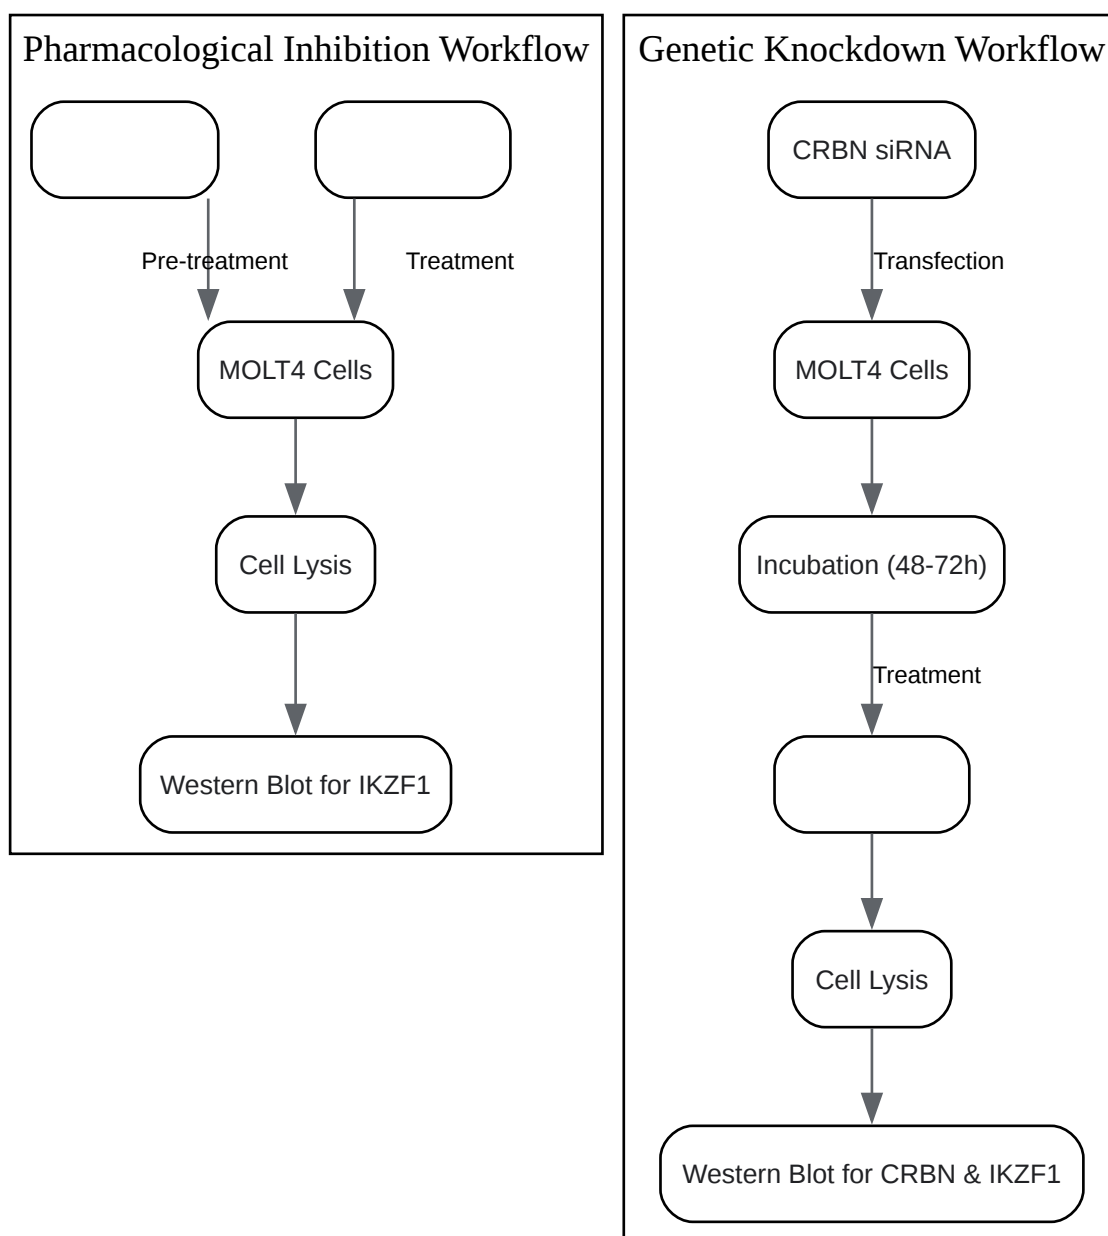 Pharmacological Inhibition Workflow
Pre-treatment
Treatment
MOLT4 Cells
Cell Lysis
Western Blot for IKZF1
Genetic Knockdown Workflow
CRBN siRNA
Transfection
MOLT4 Cells
Incubation (48-72h)
Treatment
Cell Lysis
Western Blot for CRBN & IKZF1